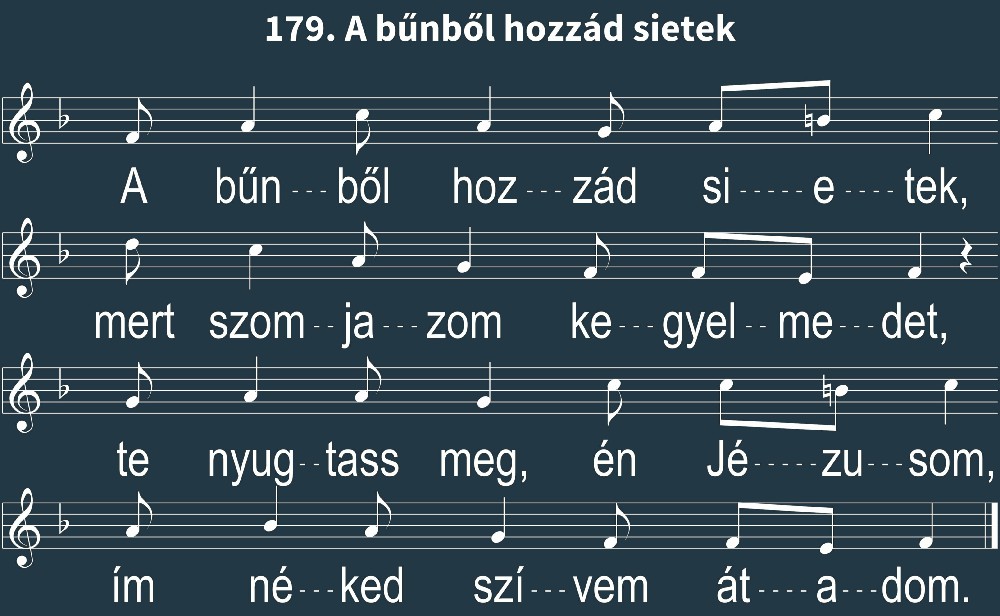 179. A bűnből hozzád sietek
A bűn---ből hoz---zád si-----e----tek,
mert szom--ja---zom ke---gyel--me---det,
te nyug--tass meg, én Jé----zu---som,
ím né---ked szí---vem át----a---dom.